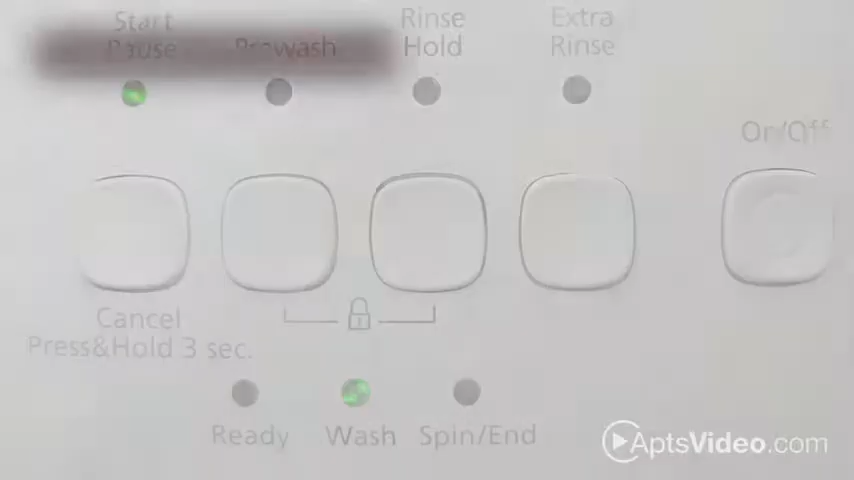 Start
Pause
Prewash
Rinse
Hold
Extra
Rinse
On/Off
Cancel
Press&Hold 3 sec.
Ready
Wash
Spin/End
AptsVideo.com